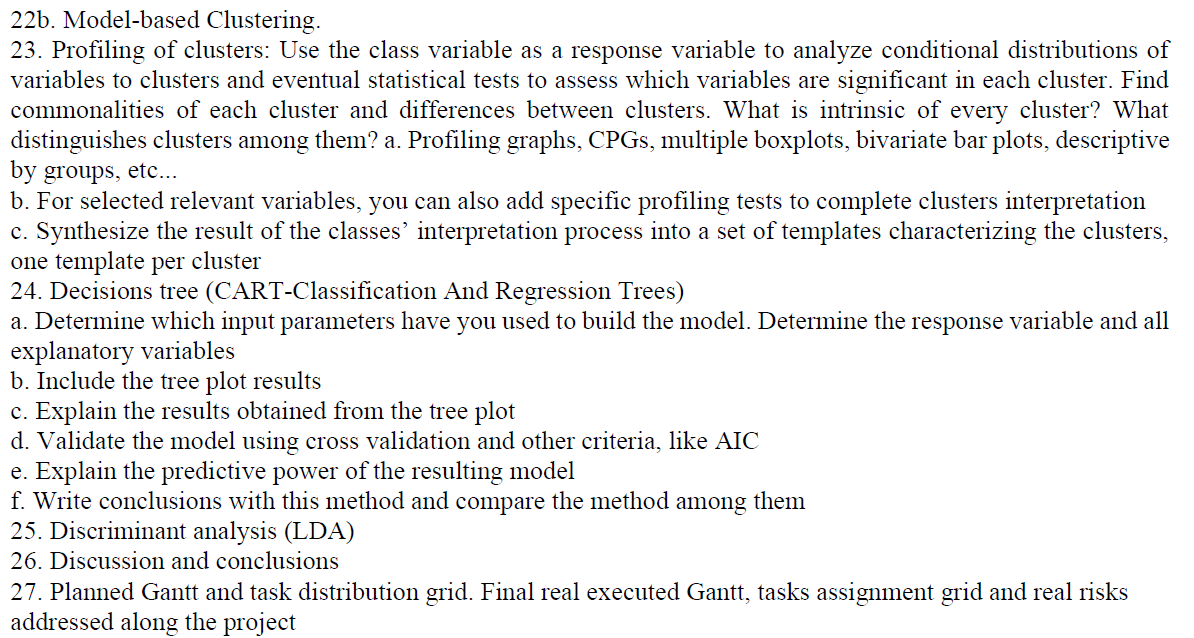 22b. Model-based Clustering.
23. Profiling of clusters: Use the class variable as a response variable to analyze conditional distributions of
variables to clusters and eventual statistical tests to assess which variables are significant in each cluster. Find
commonalities of each cluster and differences between clusters. What is intrinsic of every cluster? What
distinguishes clusters among them? a. Profiling graphs, CPGs, multiple boxplots, bivariate bar plots, descriptive
by groups, etc...
b. For selected relevant variables, you can also add specific profiling tests to complete clusters interpretation
c. Synthesize the result of the classes’ interpretation process into a set of templates characterizing the clusters,
one template per cluster
24. Decisions tree (CART-Classification And Regression Trees)
a. Determine which input parameters have you used to build the model. Determine the response variable and all
explanatory variables
b. Include the tree plot results
c. Explain the results obtained from the tree plot
d. Validate the model using cross validation and other criteria, like AIC
e. Explain the predictive power of the resulting model
f. Write conclusions with this method and compare the method among them
25. Discriminant analysis (LDA)
26. Discussion and conclusions
27. Planned Gantt and task distribution grid. Final real executed Gantt, tasks assignment grid and real risks
addressed along the project